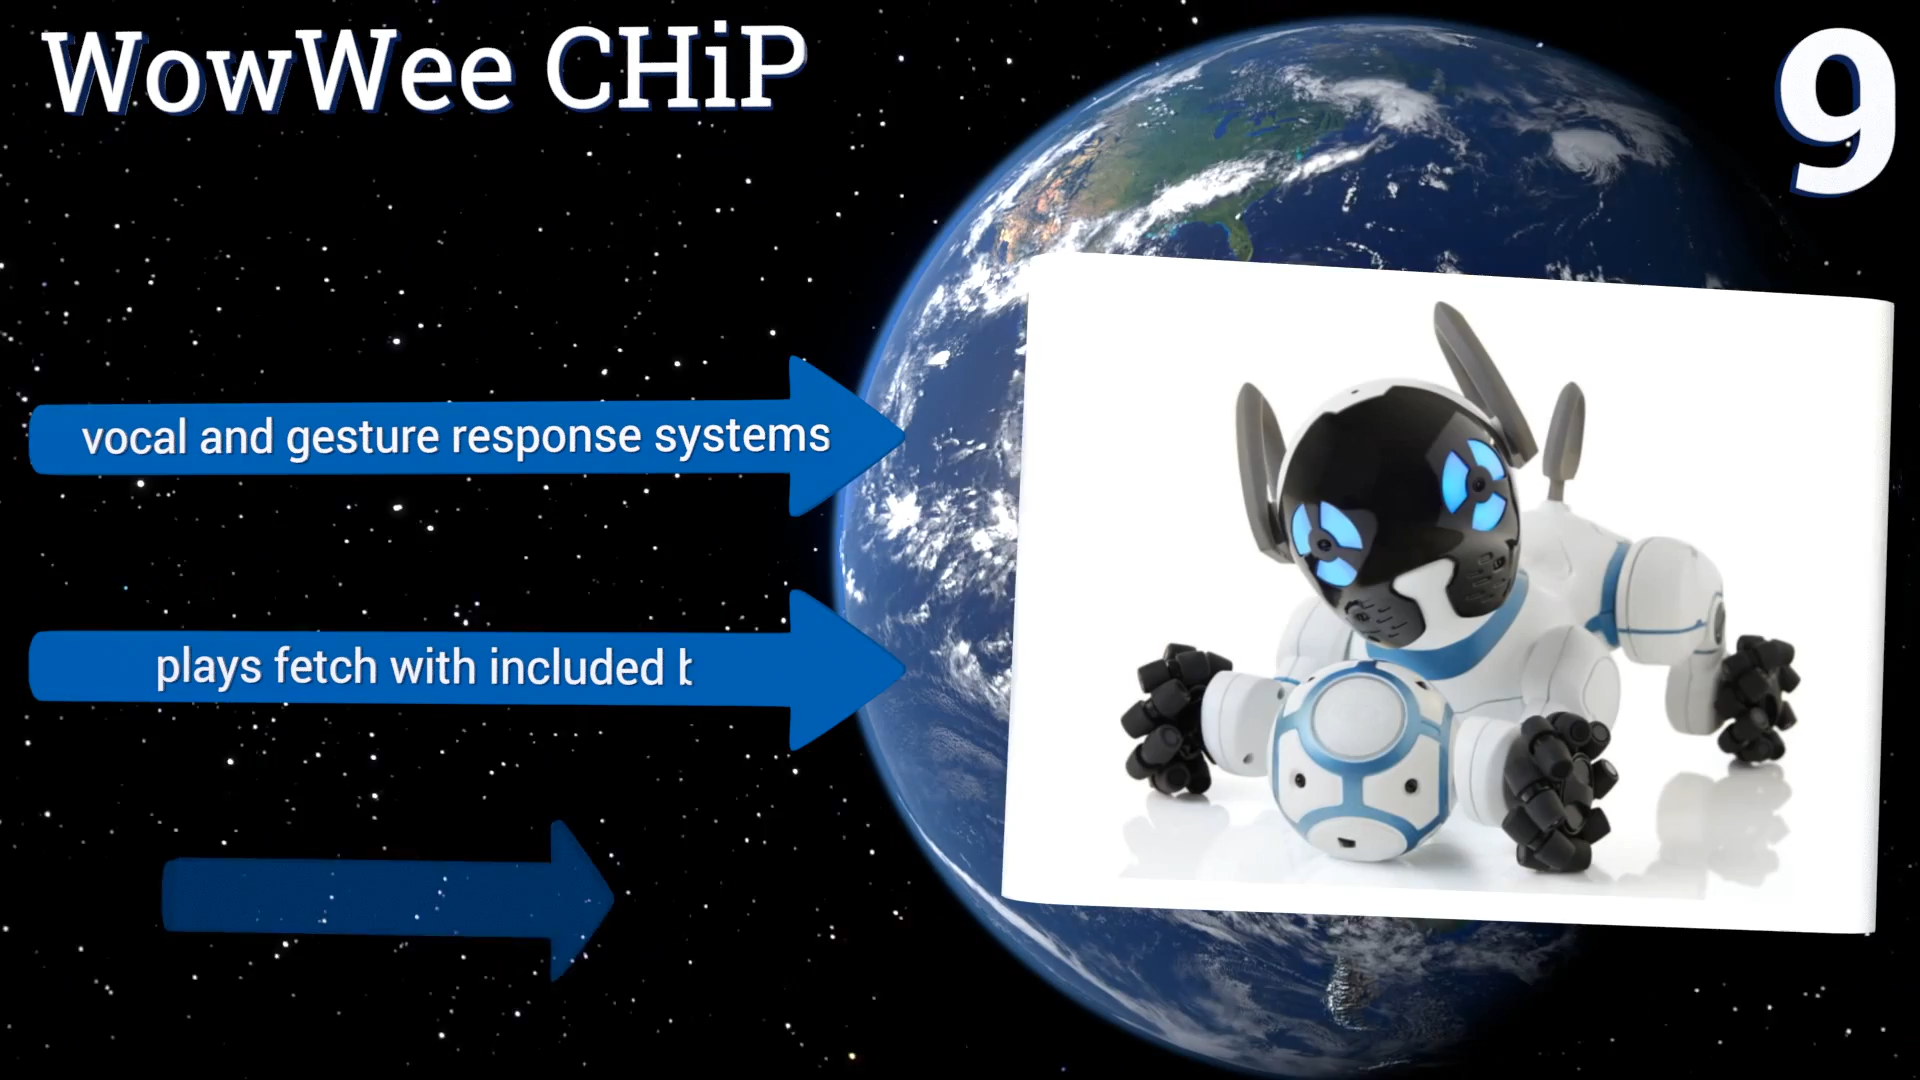 WowWee CHiP
9
vocal and gesture response systems
plays fetch with included